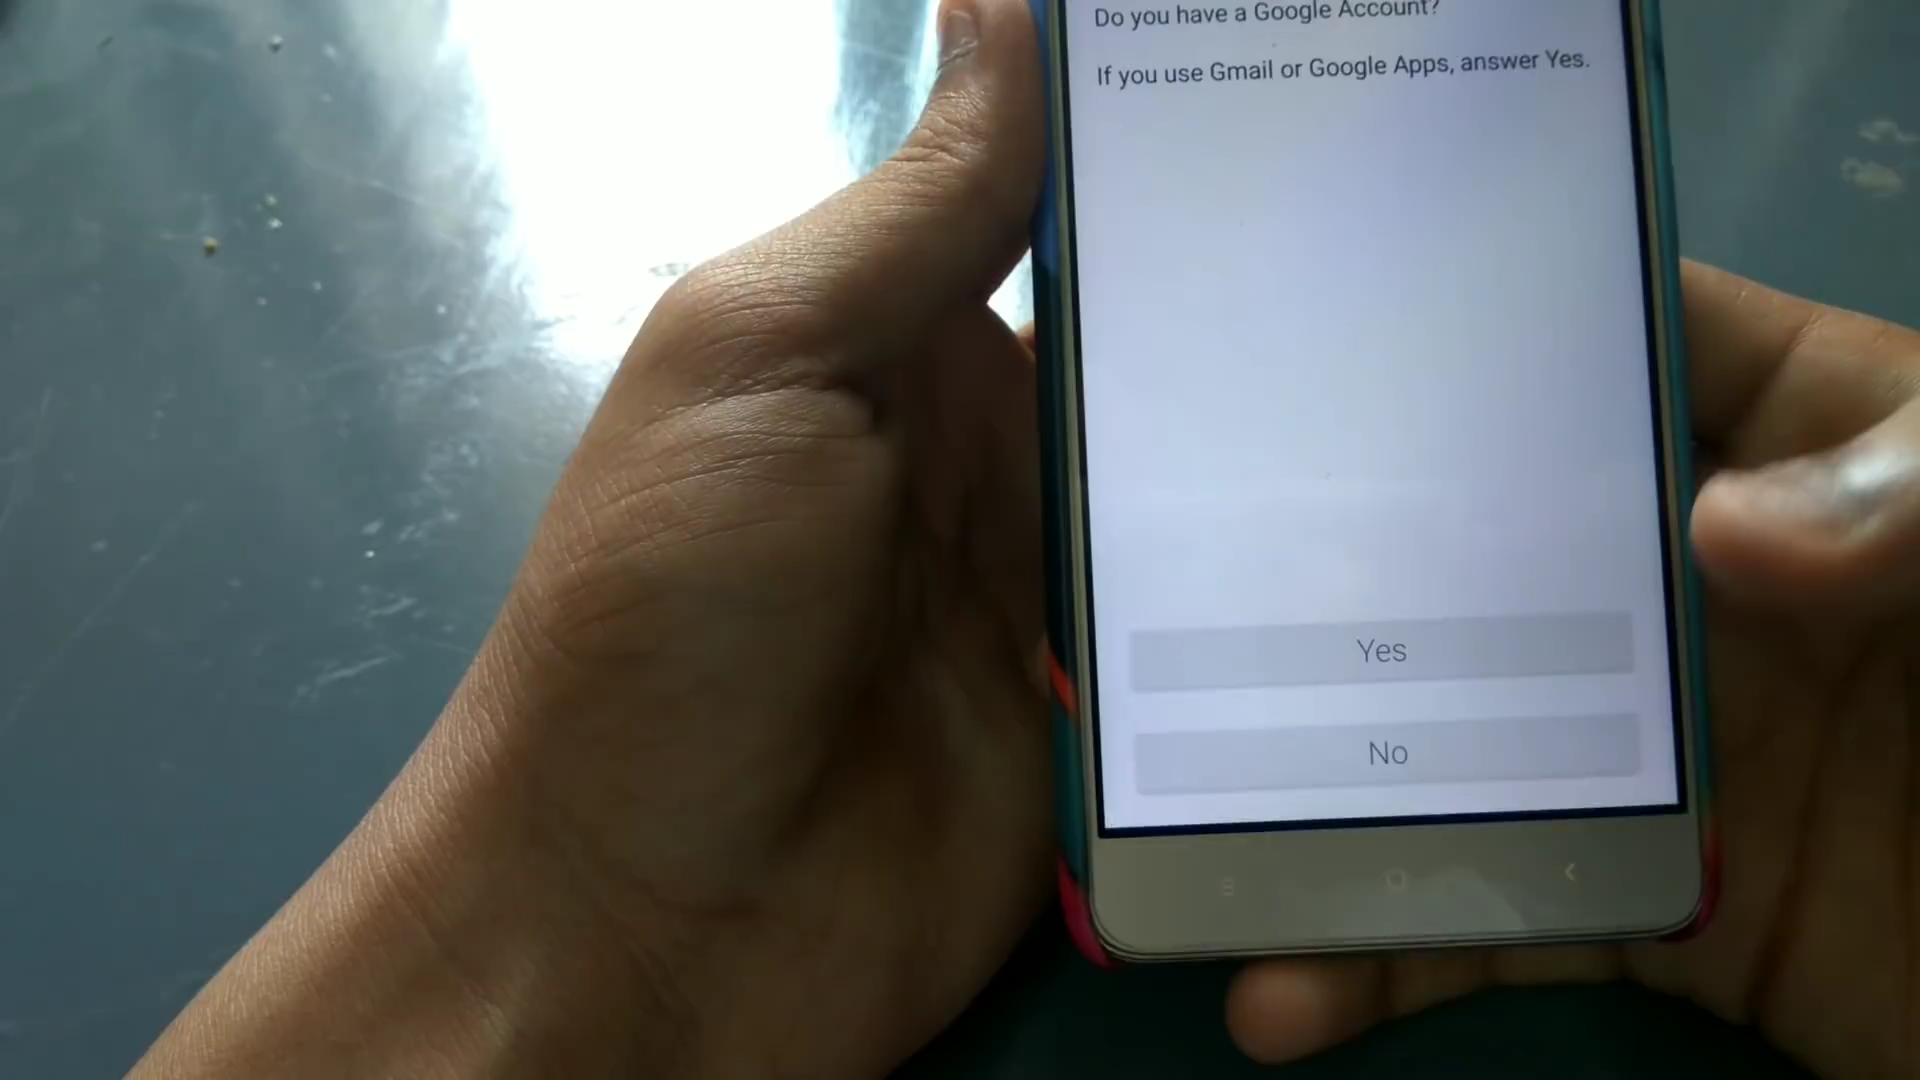 Do you have a Google Account?
If you use Gmail or Google Apps, answer Yes.
Yes
No